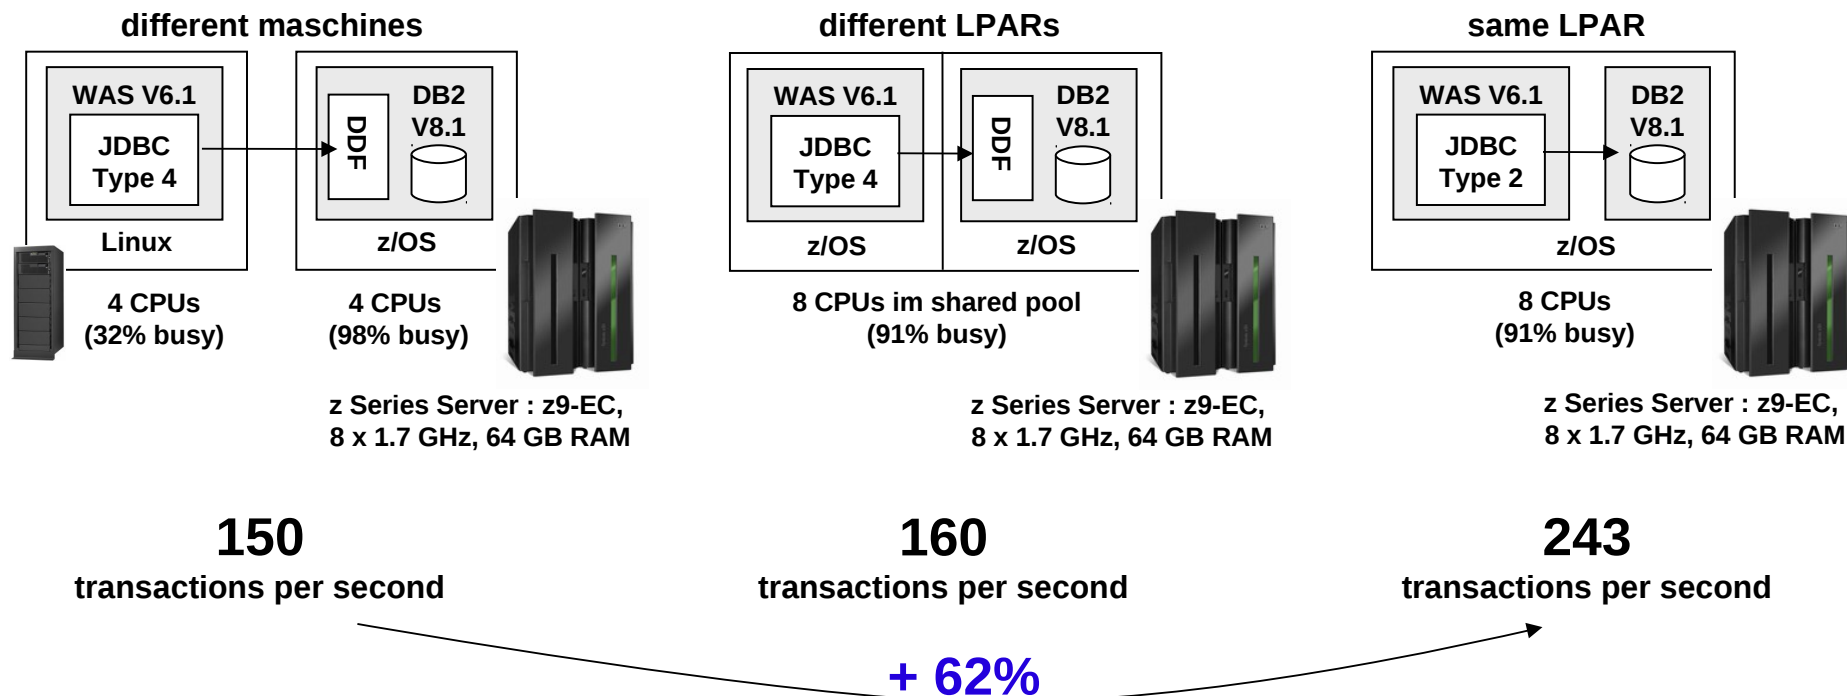 different maschines
WAS V6.1
JDBC
Type 4
Linux
4 CPUs
(32% busy)
DDF
DB2
V8.1
z/OS
4 CPUs
(98% busy)
z Series Server : z9-EC,
8 x 1.7 GHz, 64 GB RAM
150
transactions per second
different LPARs
WAS V6.1
JDBC
Type 4
z/OS
DDF
DB2
V8.1
z/OS
8 CPUs im shared pool
(91% busy)
z Series Server : z9-EC,
8 x 1.7 GHz, 64 GB RAM
160
transactions per second
same LPAR
WAS V6.1
JDBC
Type 2
DB2
V8.1
z/OS
8 CPUs
(91% busy)
z Series Server : z9-EC,
8 x 1.7 GHz, 64 GB RAM
243
transactions per second
+ 62%